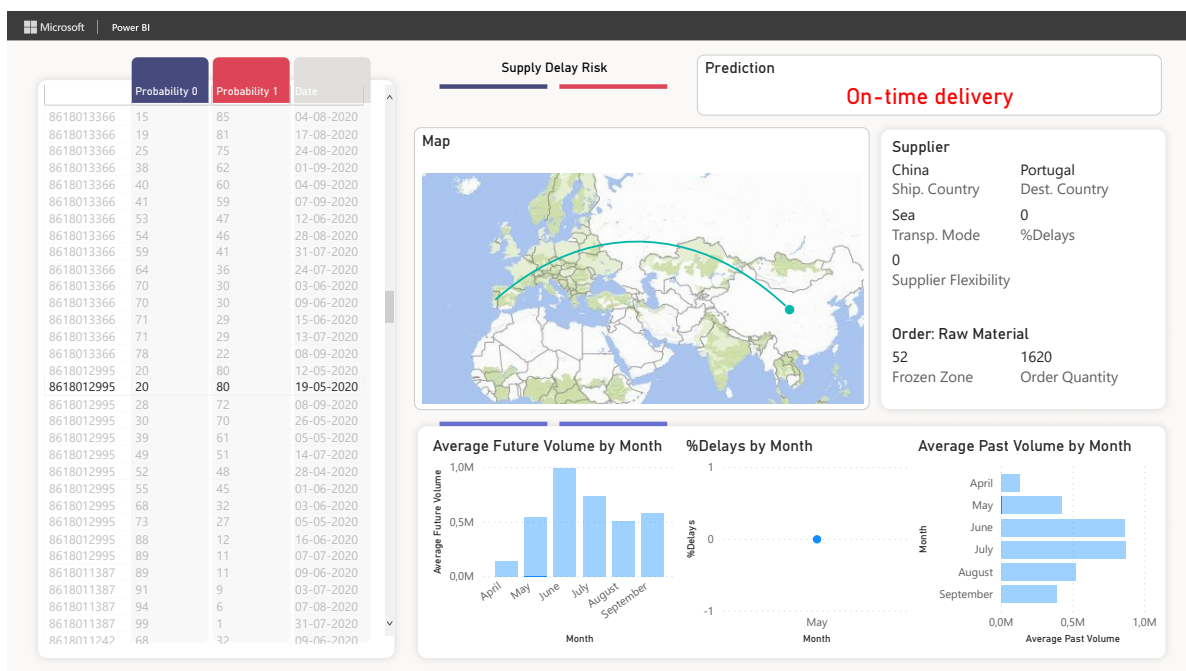 Microsoft Power BI
Probability 0 Probability 1 Date
8618013366 15 85 04-08-2020
8618013366 19 81 17-08-2020
8618013366 25 75 24-08-2020
8618013366 38 62 01-09-2020
8618013366 40 60 04-09-2020
8618013366 41 59 07-09-2020
8618013366 53 47 12-06-2020
8618013366 54 46 28-08-2020
8618013366 59 41 31-07-2020
8618013366 64 36 24-07-2020
8618013366 70 30 03-06-2020
8618013366 70 30 09-06-2020
8618013366 71 29 15-06-2020
8618013366 71 29 13-07-2020
8618013366 78 22 08-09-2020
8618012995 20 80 12-05-2020
8618012995 20 80 19-05-2020
8618012995 28 72 08-09-2020
8618012995 30 70 26-05-2020
8618012995 39 61 05-05-2020
8618012995 49 51 14-07-2020
8618012995 52 48 28-04-2020
8618012995 55 45 01-06-2020
8618012995 68 32 03-06-2020
8618012995 73 27 05-05-2020
8618012995 88 12 16-06-2020
8618012995 89 11 07-07-2020
8618011387 89 11 09-06-2020
8618011387 91 9 03-07-2020
8618011387 94 6 07-08-2020
8618011387 99 1 31-07-2020
8618011242 68 32 09-06-2020
Supply Delay Risk
Prediction
On-time delivery
Map
Supplier
China Portugal
Ship. Country Dest. Country
Sea 0
Transp. Mode %Delays
0
Supplier Flexibility
Order: Raw Material
52 1620
Frozen Zone Order Quantity
Average Future Volume by Month
Average Future Volume
1,0M
0,5M
0,0M
April May June July August September
Month
%Delays by Month
%Delays
1
0
-1
May
Month
Average Past Volume by Month
Month
April
May
June
July
August
September
0,0M 0,5M 1,0M
Average Past Volume